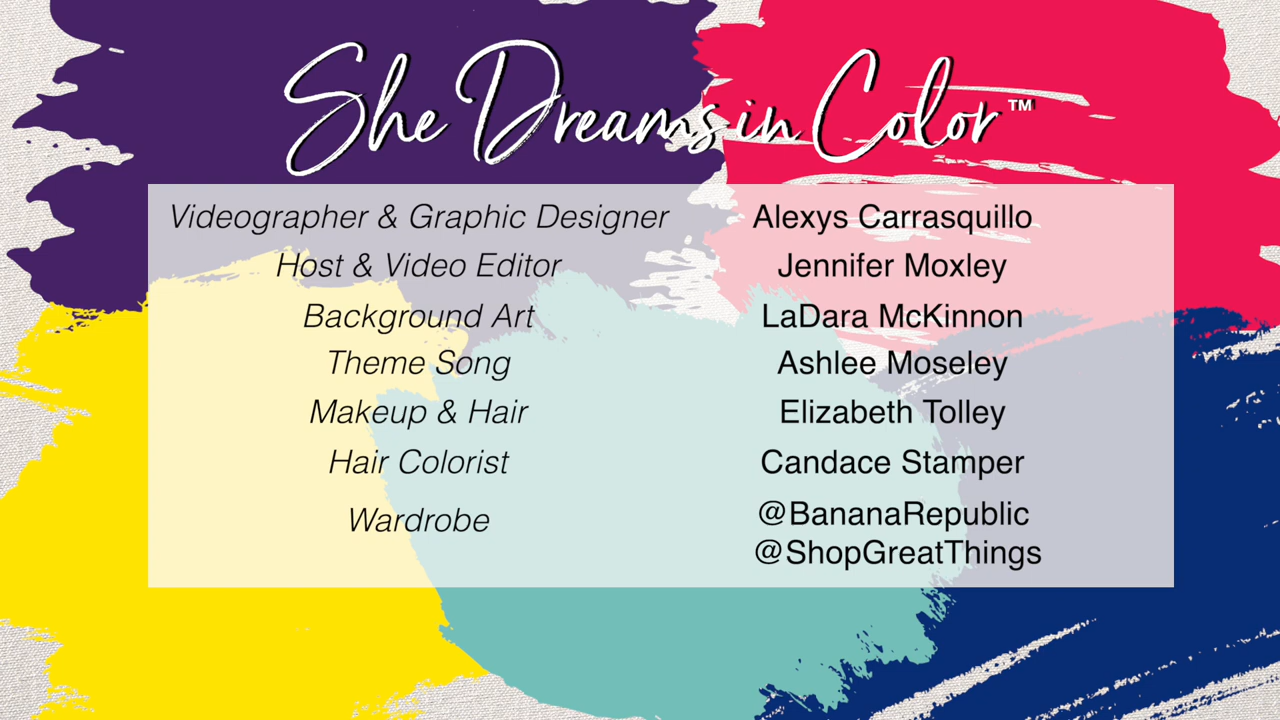 She Dreams in Color™
Videographer & Graphic Designer Alexys Carrasquillo
Host & Video Editor Jennifer Moxley
Background Art LaDara McKinnon
Theme Song Ashlee Moseley
Makeup & Hair Elizabeth Tolley
Hair Colorist Candace Stamper
Wardrobe @BananaRepublic
@ShopGreatThings